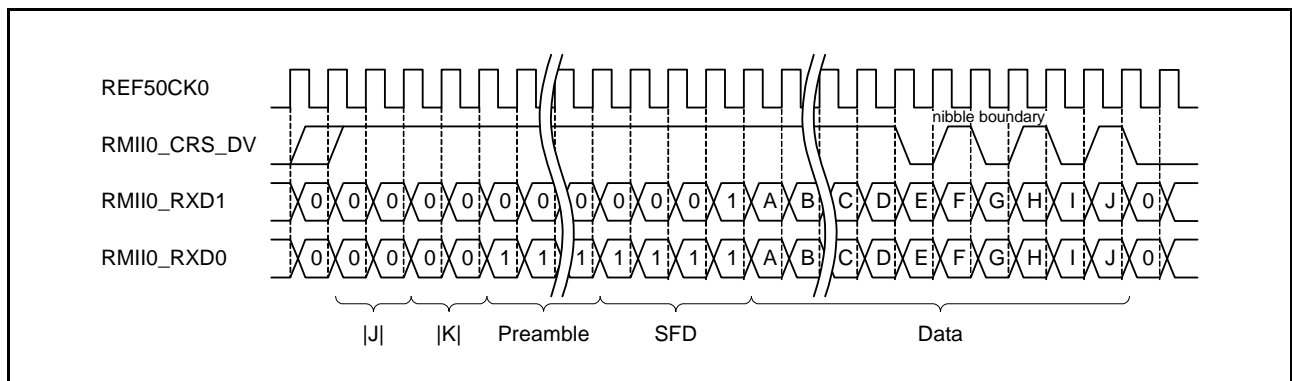 REF50CK0
nibble boundary
RMII0_CRS_DV
RMII0_RXD1 0 0 0 0 0 0 0 0 0 0 0 1 A B C D E F G H I J 0
RMII0_RXD0 0 0 0 0 0 1 1 1 1 1 1 1 A B C D E F G H I J 0
|J| |K| Preamble SFD Data